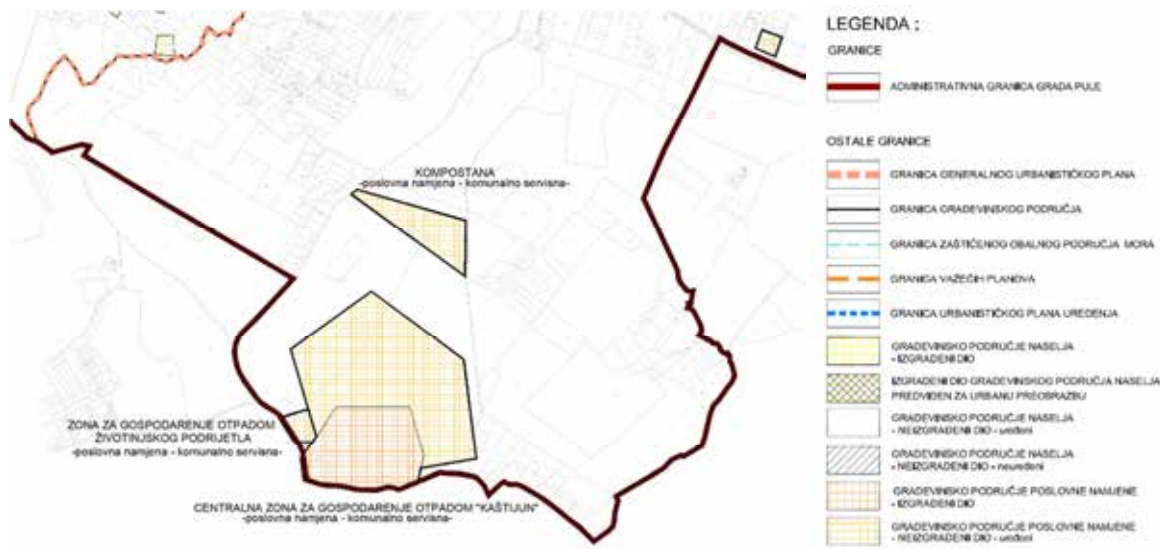 KOMPOSTANA
-poslovna namjena - komunalno servisna-
ZONA ZA GOSPODARENJE OTPADOM
ŽIVOTINJSKOG PODRIJETLA
-poslovna namjena - komunalno servisna-
CENTRALNA ZONA ZA GOSPODARENJE OTPADOM "KAŠTIJUN"
-poslovna namjena - komunalno servisna-
LEGENDA :
GRANICE
ADMINISTRATIVNA GRANICA GRADA PULE
OSTALE GRANICE
GRANICA GENERALNOG URBANISTIČKOG PLANA
GRANICA GRAĐEVINSKOG PODRUČJA
GRANICA ZAŠTIĆENOG OBALNOG PODRUČJA MORA
GRANICA VAŽEĆIH PLANOVA
GRANICA URBANISTIČKOG PLANA UREĐENJA
GRAĐEVINSKO PODRUČJE NASELJA
- IZGRAĐENI DIO
IZGRAĐENI DIO GRAĐEVINSKOG PODRUČJA NASELJA
PREDVIĐEN ZA URBANU PREOBRAZBU
GRAĐEVINSKO PODRUČJE NASELJA
- NEIZGRAĐENI DIO - uređeni
GRAĐEVINSKO PODRUČJE NASELJA
- NEIZGRAĐENI DIO - neuređeni
GRAĐEVINSKO PODRUČJE POSLOVNE NAMJENE
- IZGRAĐENI DIO
GRAĐEVINSKO PODRUČJE POSLOVNE NAMJENE
- NEIZGRAĐENI DIO - uređeni